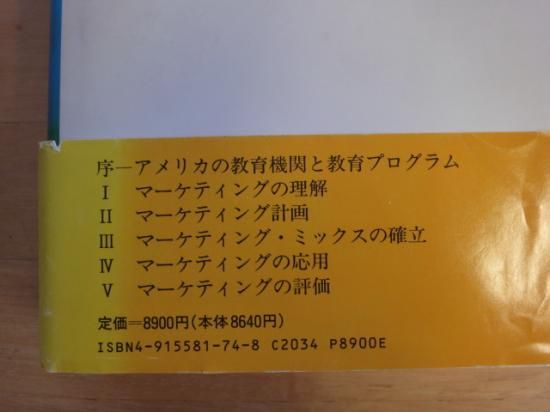 序―アメリカの教育機関と教育プログラム
Ⅰ マーケティングの理解
Ⅱ マーケティング計画
Ⅲ マーケティング・ミックスの確立
Ⅳ マーケティングの応用
Ⅴ マーケティングの評価
定価=8900円(本体8640円)
ISBN4-915581-74-8 C2034 P8900E